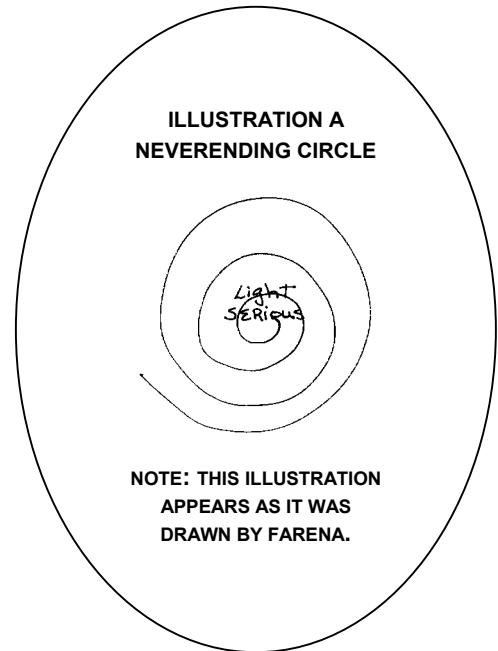 ILLUSTRATION A
NEVERENDING CIRCLE
Light
SERious
NOTE: THIS ILLUSTRATION
APPEARS AS IT WAS
DRAWN BY FARENA.